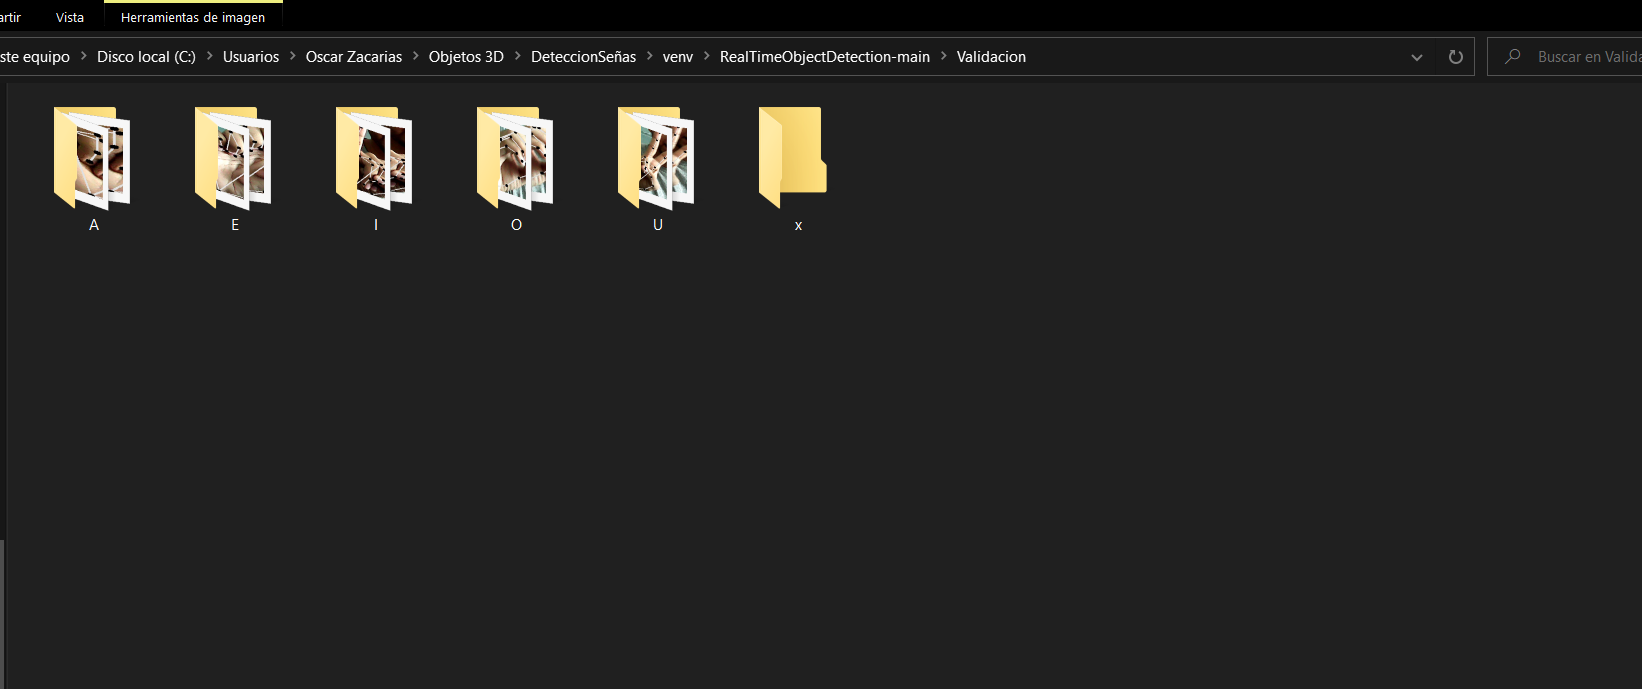 artir Vista Herramientas de imagen
ste equipo > Disco local (C:) > Usuarios > Oscar Zacarias > Objetos 3D > DeteccionSeñas > venv > RealTimeObjectDetection-main > Validacion
Buscar en Valida
A E I O U x